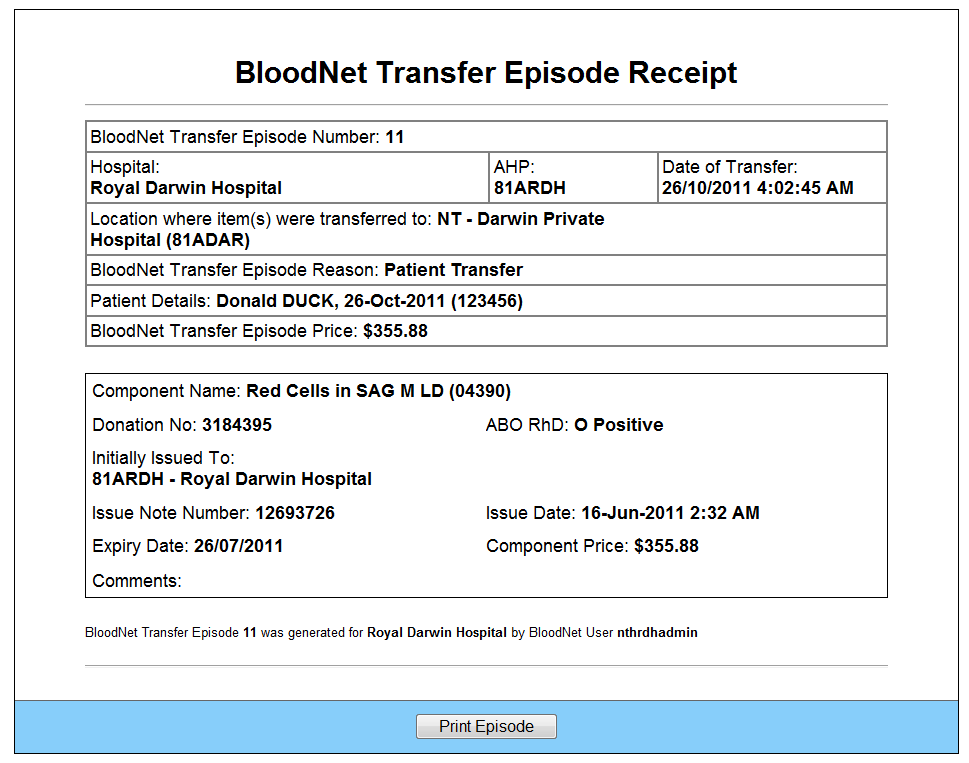 BloodNet Transfer Episode Receipt
BloodNet Transfer Episode Number: 11
Hospital:
Royal Darwin Hospital
AHP:
81ARDH
Date of Transfer:
26/10/2011 4:02:45 AM
Location where item(s) were transferred to: NT - Darwin Private
Hospital (81ADAR)
BloodNet Transfer Episode Reason: Patient Transfer
Patient Details: Donald DUCK, 26-Oct-2011 (123456)
BloodNet Transfer Episode Price: $355.88
Component Name: Red Cells in SAG M LD (04390)
Donation No: 3184395
ABO RhD: O Positive
Initially Issued To:
81ARDH - Royal Darwin Hospital
Issue Note Number: 12693726
Issue Date: 16-Jun-2011 2:32 AM
Expiry Date: 26/07/2011
Component Price: $355.88
Comments:
BloodNet Transfer Episode 11 was generated for Royal Darwin Hospital by BloodNet User nthrdhadmin
Print Episode